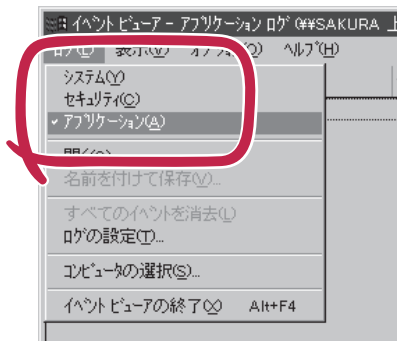 イベント ビューア - アプリケーション ログ (¥¥SAKURA 上
表示(V) オプション(O) ヘルプ(H)
システム(Y)
セキュリティ(C)
アプリケーション(A)
開く(O)...
名前を付けて保存(V)...
すべてのイベントを消去(L)
ログの設定(T)...
コンピュータの選択(S)...
イベント ビューアの終了(X) Alt+F4